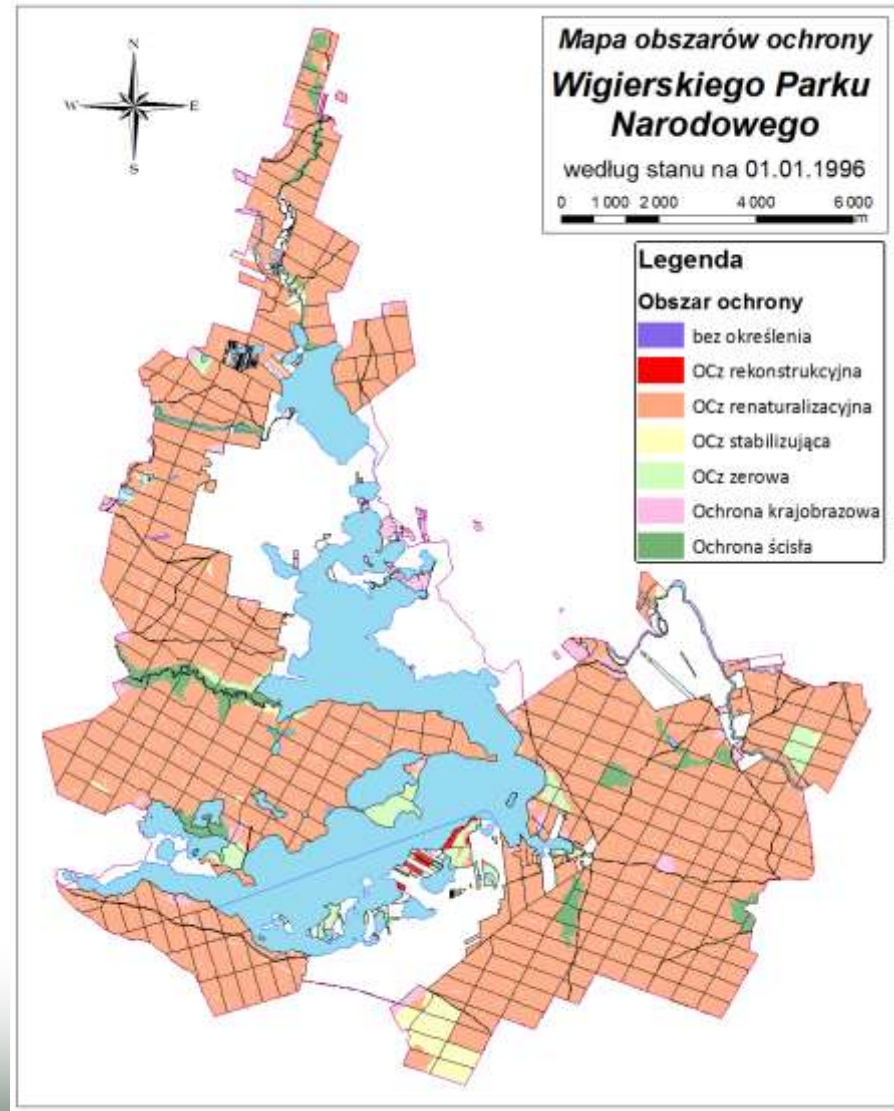 N
W E
S
Mapa obszarów ochrony
Wigierskiego Parku
Narodowego
według stanu na 01.01.1996
0 1 000 2 000 4 000 6 000
m
Legenda
Obszar ochrony
bez określenia
OCz rekonstrukcyjna
OCz renaturalizacyjna
OCz stabilizująca
OCz zerowa
Ochrona krajobrazowa
Ochrona ścisła